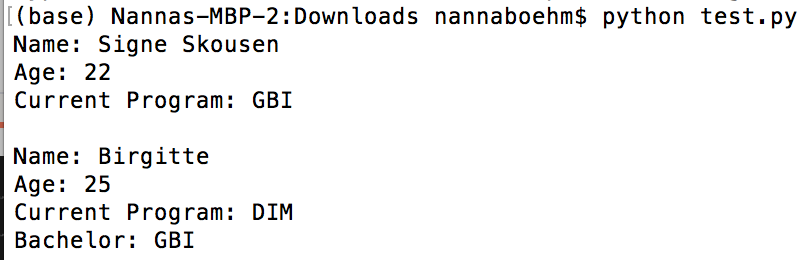 [(base) Nannas-MBP-2:Downloads nannaboehm$ python test.py
Name: Signe Skousen
Age: 22
Current Program: GBI
Name: Birgitte
Age: 25
Current Program: DIM
Bachelor: GBI